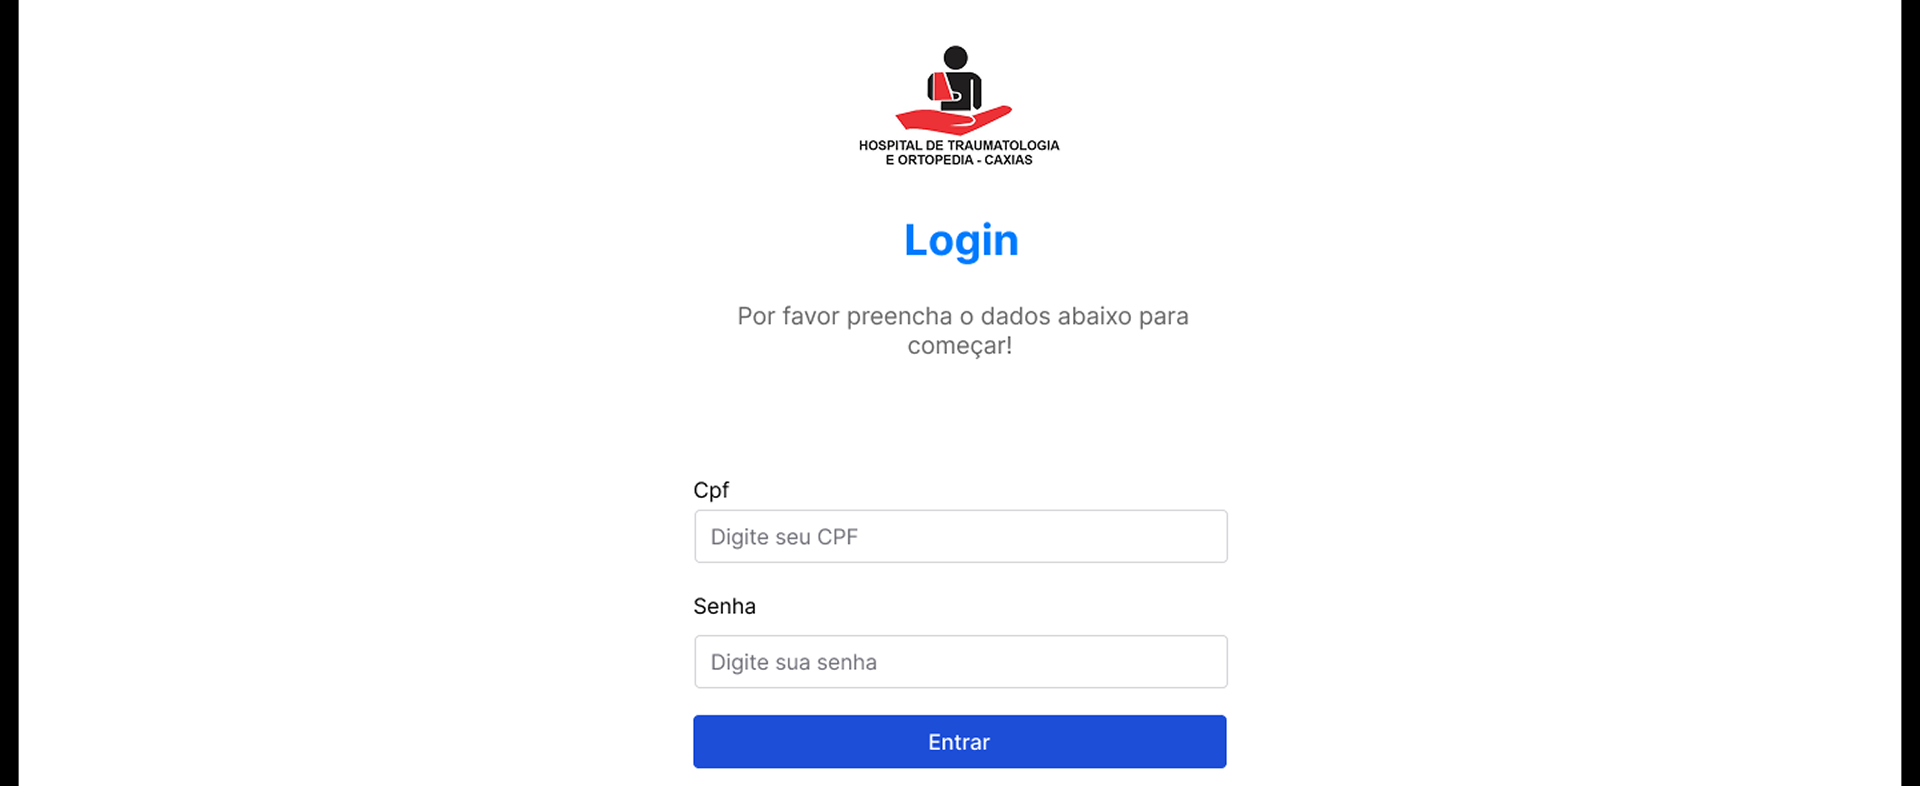 HOSPITAL DE TRAUMATOLOGIA
E ORTOPEDIA - CAXIAS
Login
Por favor preencha o dados abaixo para
começar!
Cpf
Digite seu CPF
Senha
Digite sua senha
Entrar